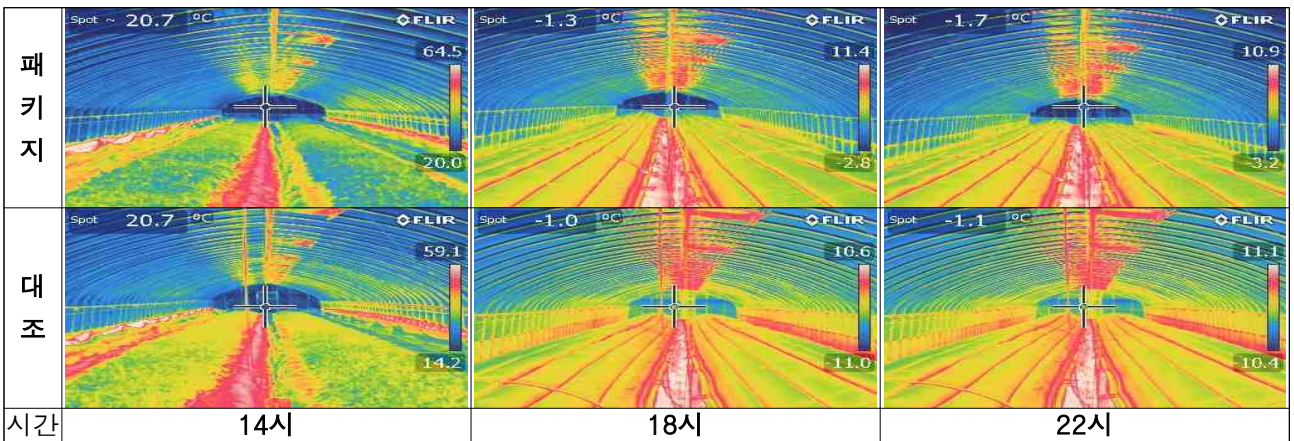 패키지
Spot ~ 20.7 °C FLIR
64.5
20.0
Spot -1.3 °C FLIR
11.4
-2.8
Spot -1.7 °C FLIR
10.9
-3.2
대조
Spot 20.7 °C FLIR
59.1
14.2
Spot -1.0 °C FLIR
10.6
-11.0
Spot -1.1 °C FLIR
11.1
-10.4
시간 14시 18시 22시